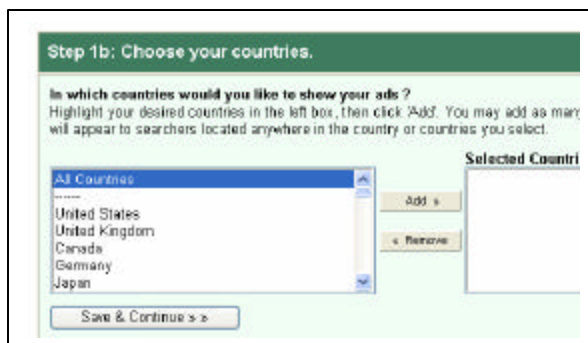 Step 1b: Choose your countries.
In which countries would you like to show your ads ?
Highlight your desired countries in the left box, then click 'Add'. You may add as many
will appear to searchers located anywhere in the country or countries you select.
Selected Countri
All Countries
------
United States
United Kingdom
Canada
Germany
Japan
Add »
« Remove
Save & Continue » »